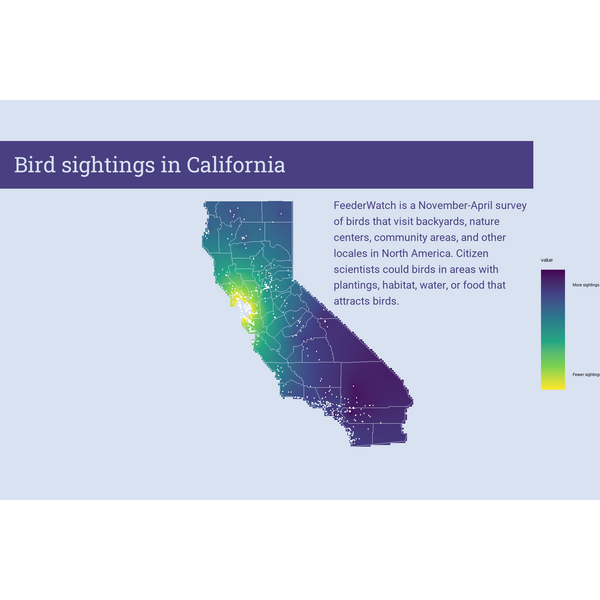 Bird sightings in California
FeederWatch is a November-April survey
of birds that visit backyards, nature
centers, community areas, and other
locales in North America. Citizen
scientists could birds in areas with
plantings, habitat, water, or food that
attracts birds.
value
More sightings
Fewer sightings